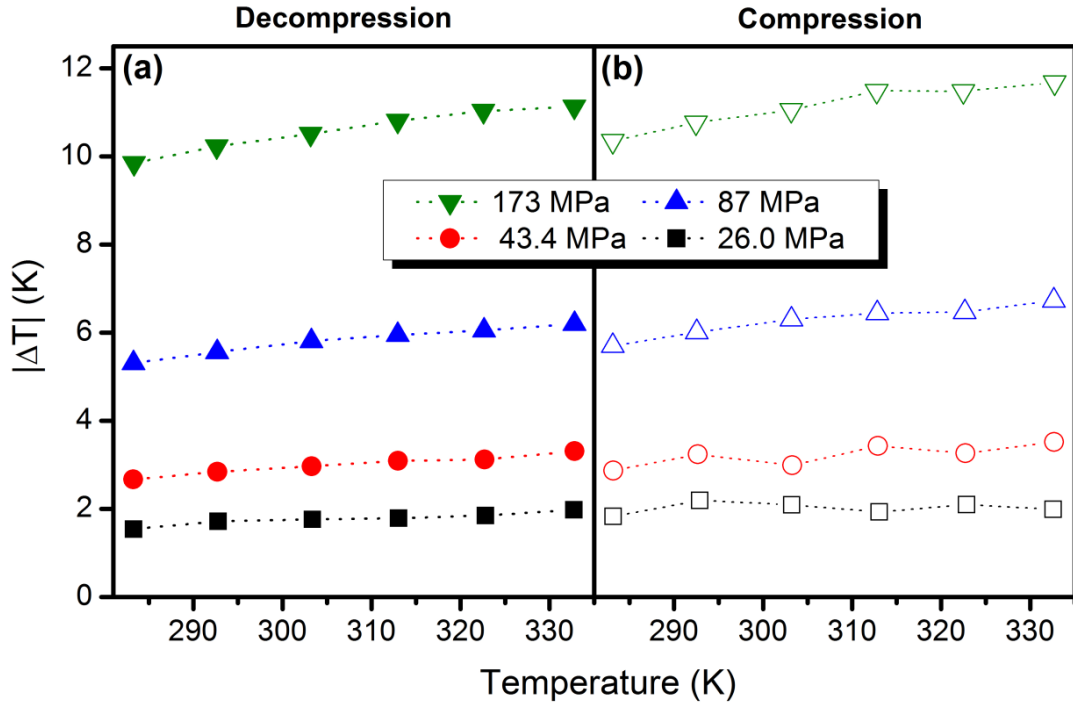 Decompression Compression
(a) (b)
12
10
8
6
4
2
0
|ΔT| (K)
173 MPa 87 MPa
43.4 MPa 26.0 MPa
290 300 310 320 330 290 300 310 320 330
Temperature (K)